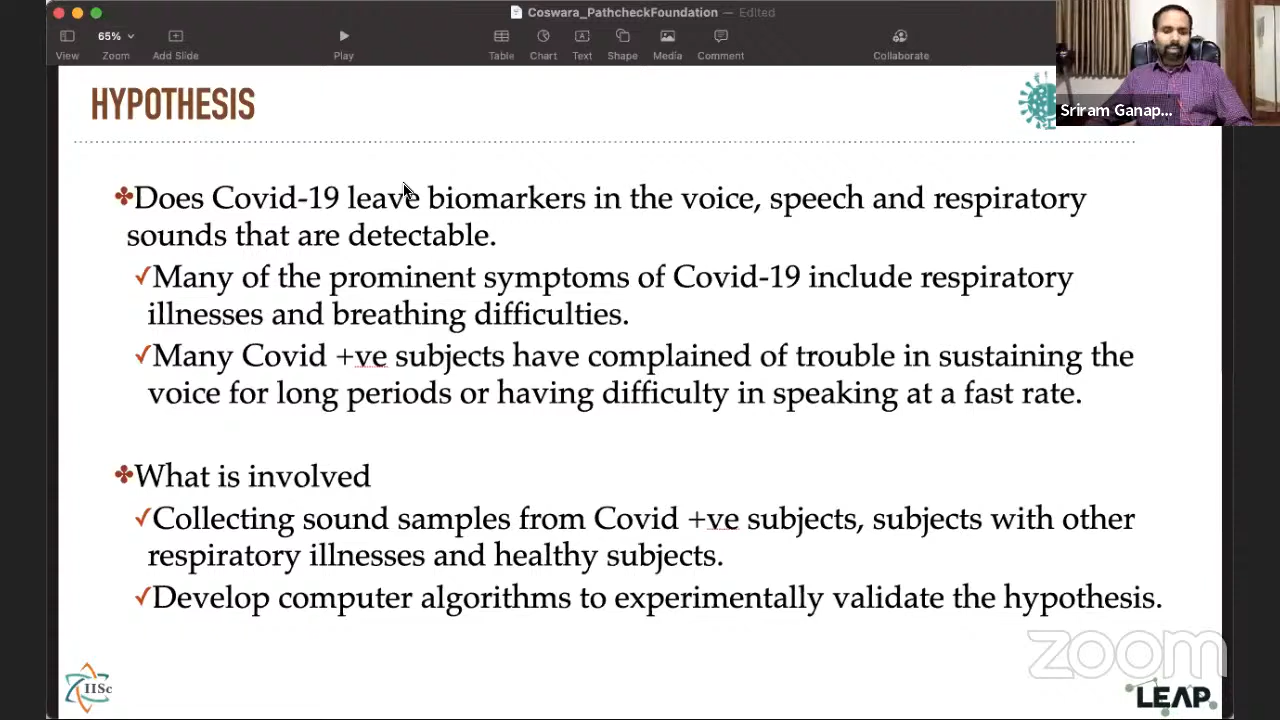 Coswara_PathcheckFoundation — Edited
65%
View Zoom Add Slide Play Table Chart Text Shape Media Comment Collaborate
Sriram Ganap...
HYPOTHESIS
Does Covid-19 leave biomarkers in the voice, speech and respiratory
sounds that are detectable.
Many of the prominent symptoms of Covid-19 include respiratory
illnesses and breathing difficulties.
Many Covid +ve subjects have complained of trouble in sustaining the
voice for long periods or having difficulty in speaking at a fast rate.
What is involved
Collecting sound samples from Covid +ve subjects, subjects with other
respiratory illnesses and healthy subjects.
Develop computer algorithms to experimentally validate the hypothesis.
zoom
IISc
LEAP